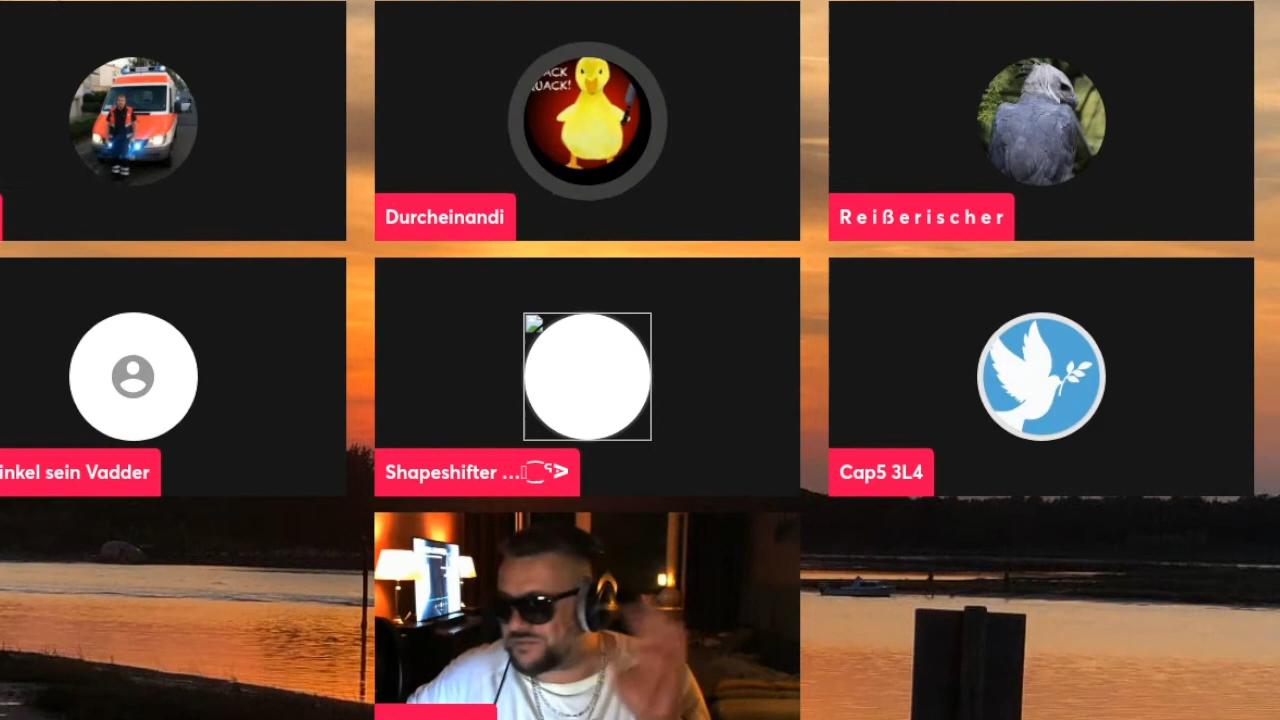 ACK
UACK!
Durcheinandi
Reißerischer
inkel sein Vadder
Shapeshifter ...
Cap5 3L4